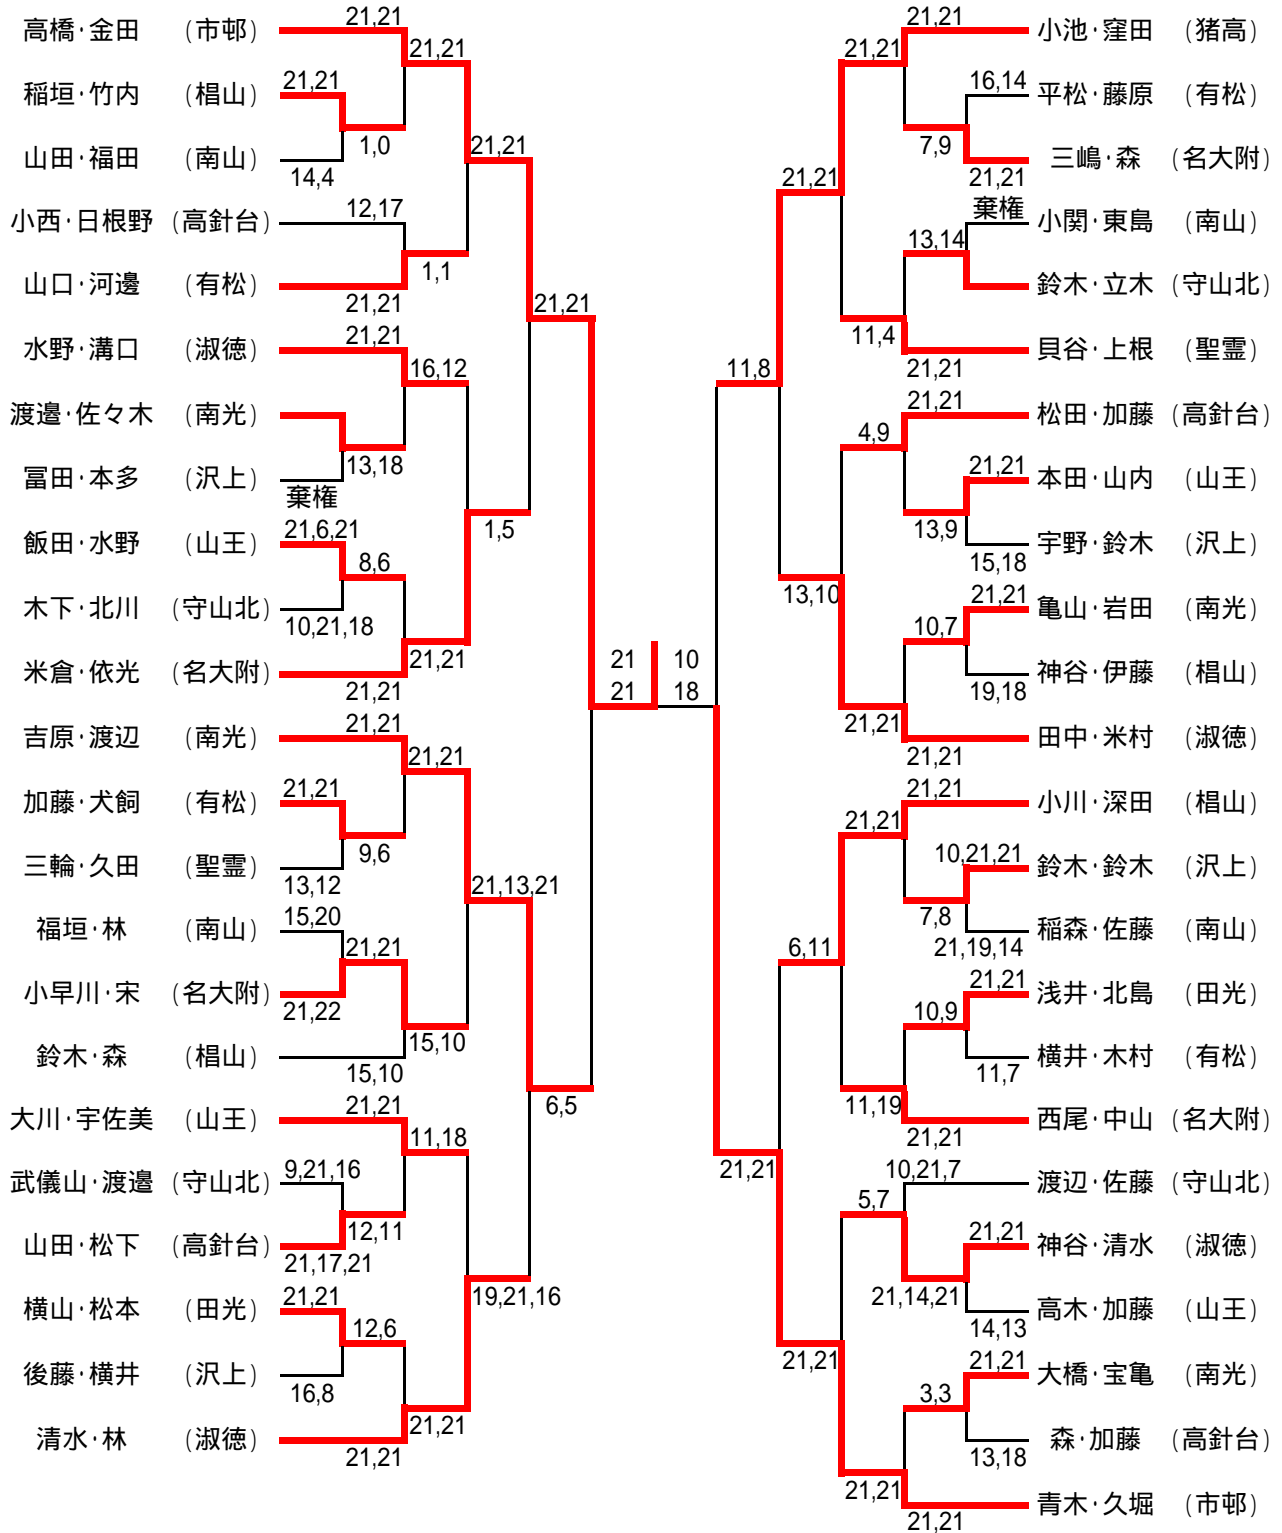 高橋・金田 (市邨) 21,21
21,21
稲垣・竹内 (椙山) 21,21
1,0
山田・福田 (南山) 14,4
21,21
小西・日根野 (高針台) 12,17
1,1
山口・河邊 (有松) 21,21
21,21
水野・溝口 (淑徳) 21,21
16,12
渡邉・佐々木 (南光)
13,18
冨田・本多 (沢上) 棄権
1,5
飯田・水野 (山王) 21,6,21
8,6
木下・北川 (守山北) 10,21,18
21,21
米倉・依光 (名大附) 21,21
吉原・渡辺 (南光) 21,21
21,21
加藤・犬飼 (有松) 21,21
9,6
三輪・久田 (聖霊) 13,12
21,13,21
福垣・林 (南山) 15,20
21,21
小早川・宋 (名大附) 21,22
15,10
鈴木・森 (椙山) 15,10
6,5
大川・宇佐美 (山王) 21,21
11,18
武儀山・渡邉 (守山北) 9,21,16
12,11
山田・松下 (高針台) 21,17,21
19,21,16
横山・松本 (田光) 21,21
12,6
後藤・横井 (沢上) 16,8
21,21
清水・林 (淑徳) 21,21
21 10
21 18
21,21 小池・窪田 (猪高)
21,21
16,14 平松・藤原 (有松)
7,9
21,21 三嶋・森 (名大附)
21,21
棄権 小関・東島 (南山)
13,14
鈴木・立木 (守山北)
11,4
21,21 貝谷・上根 (聖霊)
11,8
21,21 松田・加藤 (高針台)
4,9
21,21 本田・山内 (山王)
13,9
15,18 宇野・鈴木 (沢上)
13,10
21,21 亀山・岩田 (南光)
10,7
19,18 神谷・伊藤 (椙山)
21,21
21,21 田中・米村 (淑徳)
21,21 小川・深田 (椙山)
21,21
10,21,21 鈴木・鈴木 (沢上)
7,8
21,19,14 稲森・佐藤 (南山)
6,11
21,21 浅井・北島 (田光)
10,9
11,7 横井・木村 (有松)
11,19
21,21 西尾・中山 (名大附)
21,21
10,21,7 渡辺・佐藤 (守山北)
5,7
21,21 神谷・清水 (淑徳)
21,14,21
14,13 高木・加藤 (山王)
21,21
21,21 大橋・宝亀 (南光)
3,3
13,18 森・加藤 (高針台)
21,21
21,21 青木・久堀 (市邨)